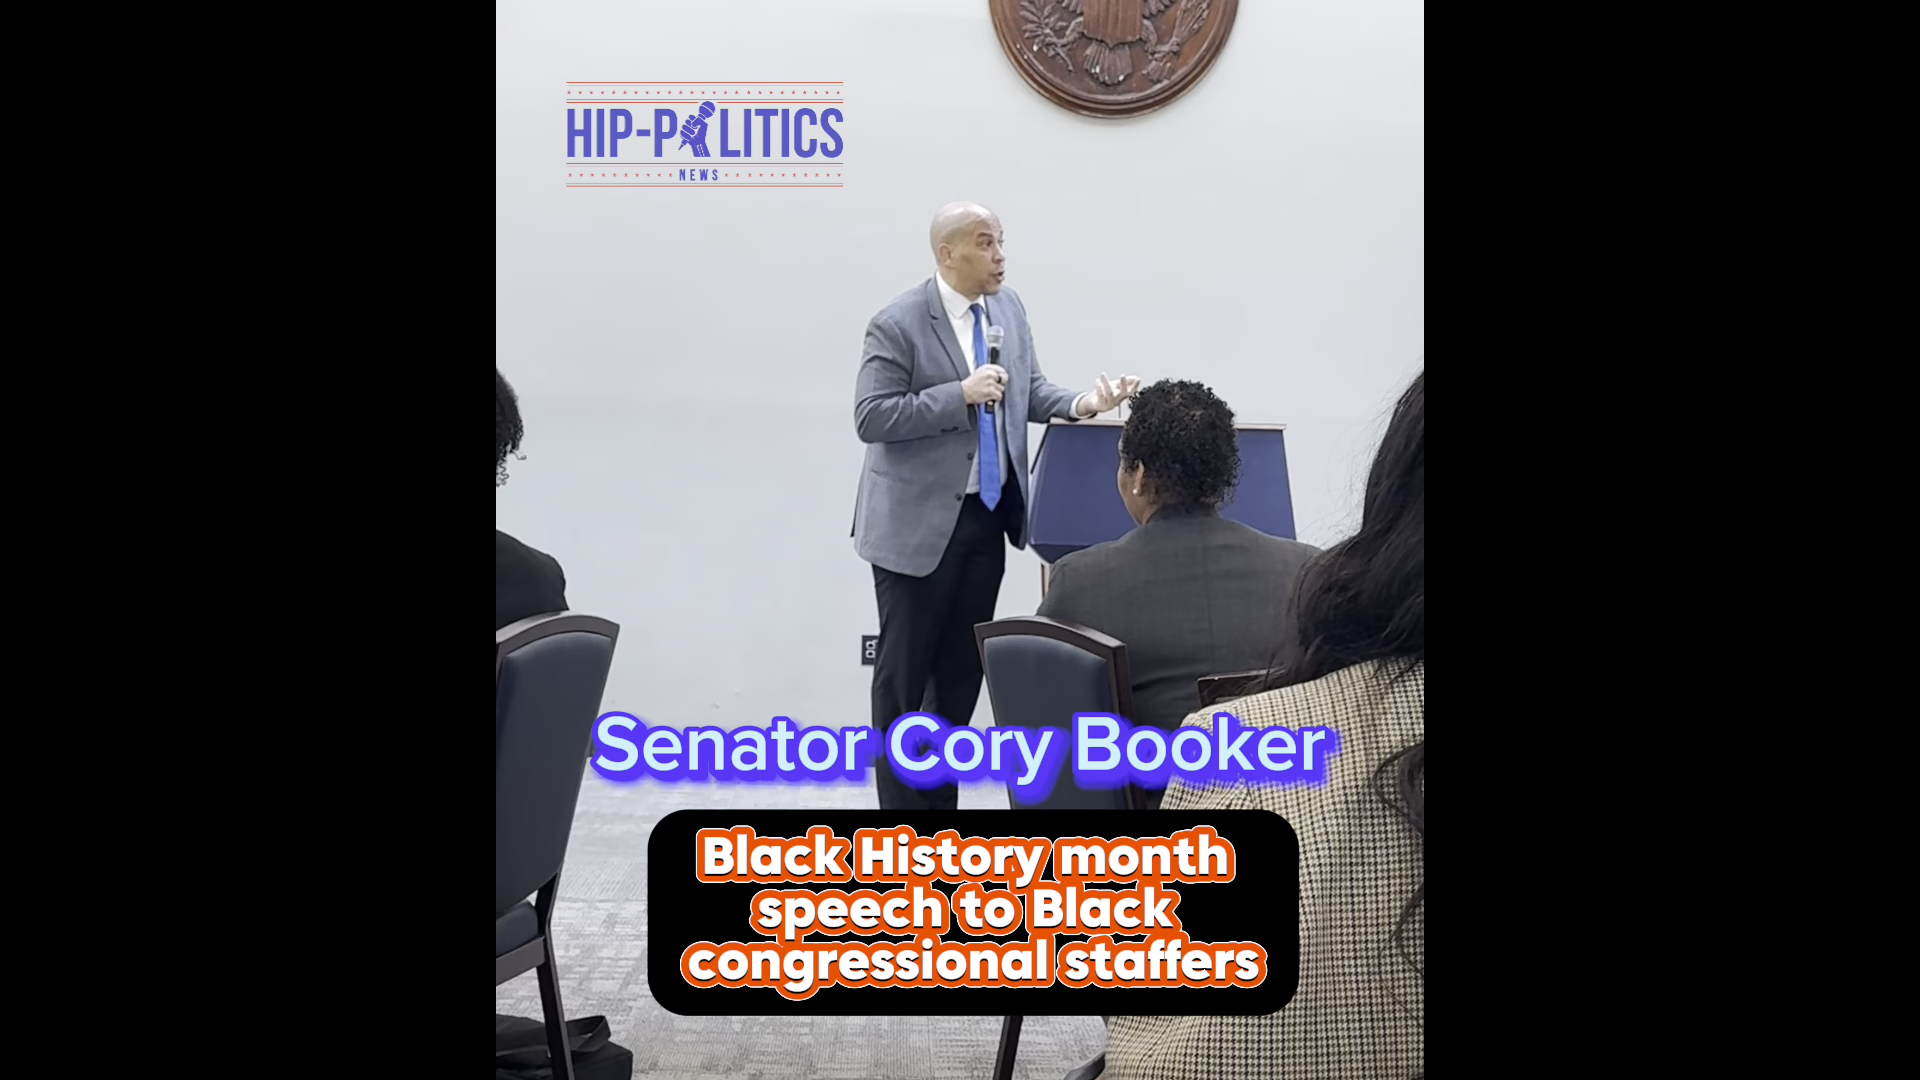 HIP-POLITICS
NEWS
Senator Cory Booker
Black History month
speech to Black
congressional staffers